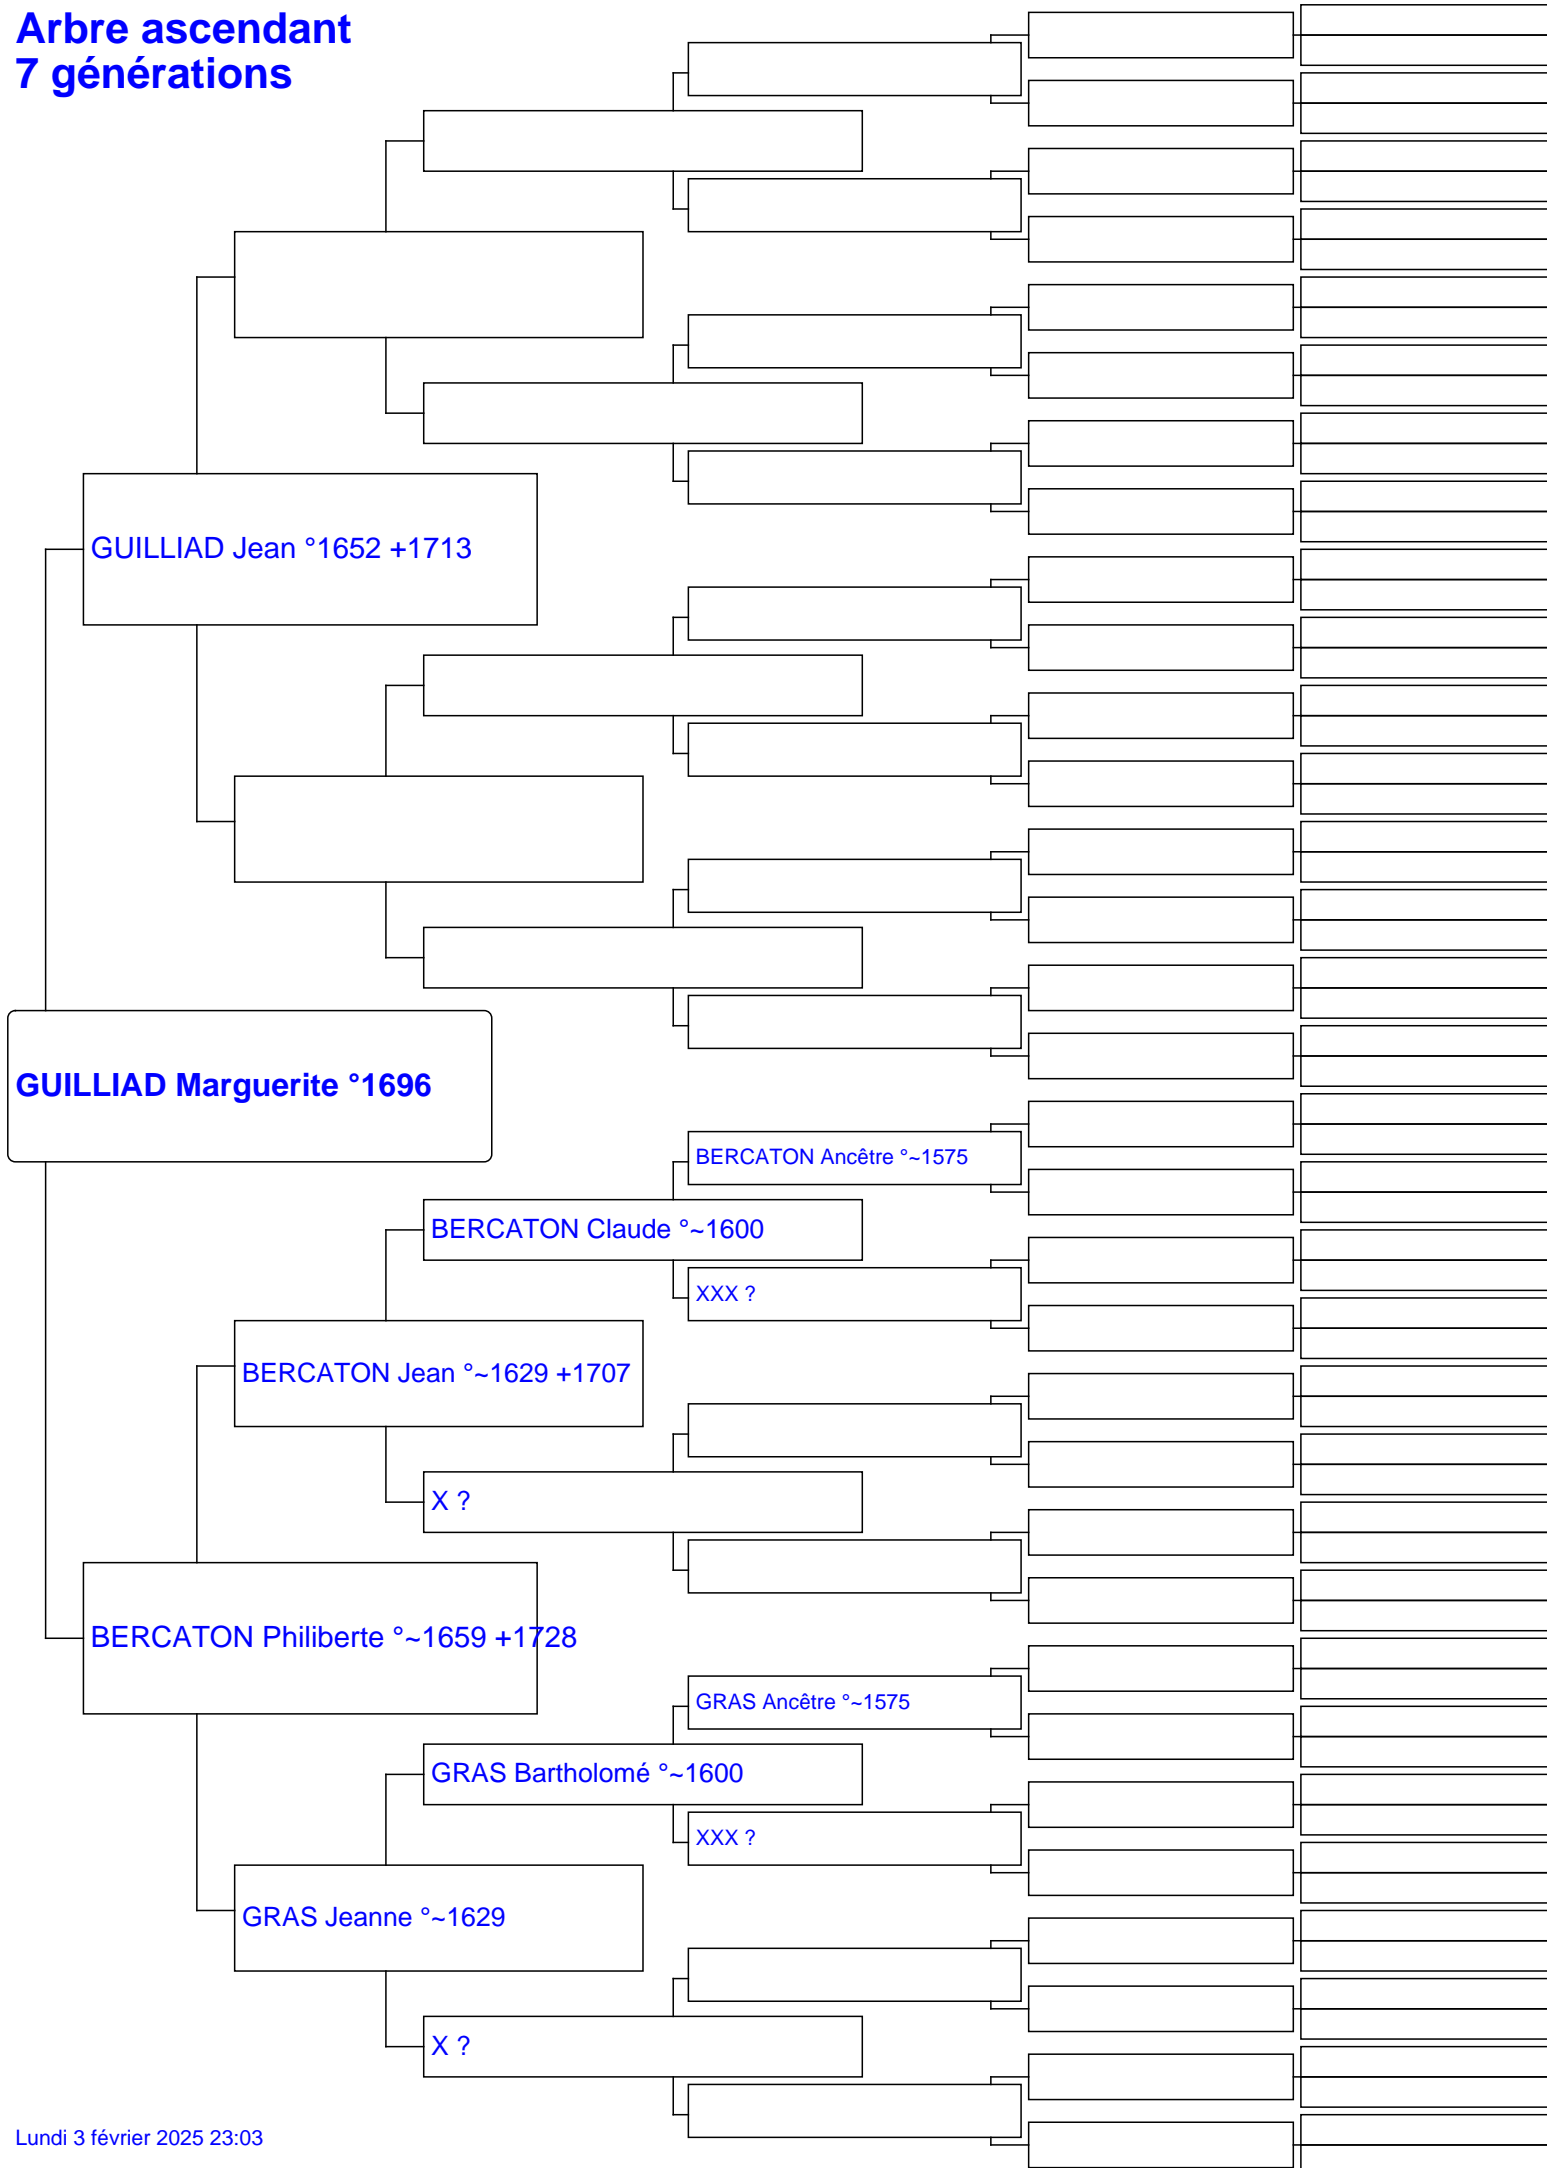 Arbre ascendant
7 générations
GUILLIAD Jean °1652 +1713
GUILLIAD Marguerite °1696
BERCATON Ancêtre °~1575
BERCATON Claude °~1600
XXX ?
BERCATON Jean °~1629 +1707
X ?
BERCATON Philiberte °~1659 +1728
GRAS Ancêtre °~1575
GRAS Bartholomé °~1600
XXX ?
GRAS Jeanne °~1629
X ?
Lundi 3 février 2025 23:03